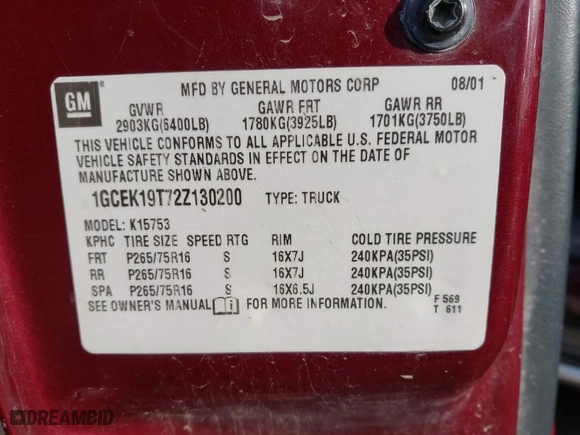 GM
MFD BY GENERAL MOTORS CORP 08/01
GVWR GAWR FRT GAWR RR
2903KG(6400LB) 1780KG(3925LB) 1701KG(3750LB)
THIS VEHICLE CONFORMS TO ALL APPLICABLE U.S. FEDERAL MOTOR
VEHICLE SAFETY STANDARDS IN EFFECT ON THE DATE OF
MANUFACTURE SHOWN ABOVE.
1GCEK19T72Z130200 TYPE: TRUCK
MODEL: K15753
KPHC TIRE SIZE SPEED RTG RIM COLD TIRE PRESSURE
FRT P265/75R16 S 16X7J 240KPA(35PSI)
RR P265/75R16 S 16X7J 240KPA(35PSI)
SPA P265/75R16 S 16X6.5J 240KPA(35PSI)
SEE OWNER'S MANUAL FOR MORE INFORMATION.
F 569
T 611
DREAMBID